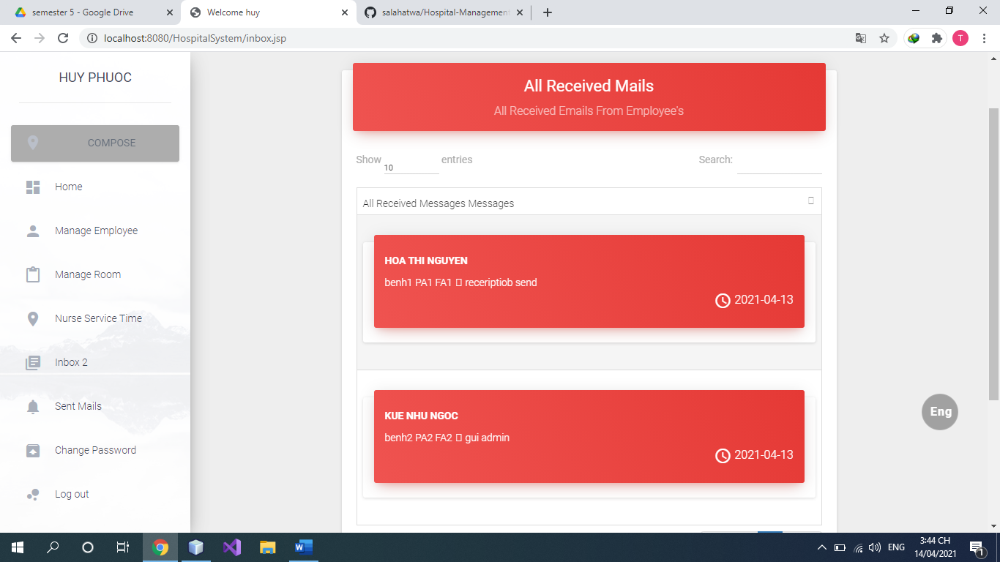 semester 5 - Google Drive
Welcome huy
salahatwa/Hospital-Management
localhost:8080/HospitalSystem/inbox.jsp
T
HUY PHUOC
COMPOSE
Home
Manage Employee
Manage Room
Nurse Service Time
Inbox 2
Sent Mails
Change Password
Log out
All Received Mails
All Received Emails From Employee's
Show 10 entries
Search:
All Received Messages Messages
HOA THI NGUYEN
benh1 PA1 FA1 receriptiob send
2021-04-13
KUE NHU NGOC
benh2 PA2 FA2 gui admin
2021-04-13
Eng
ENG
3:44 CH
14/04/2021
1